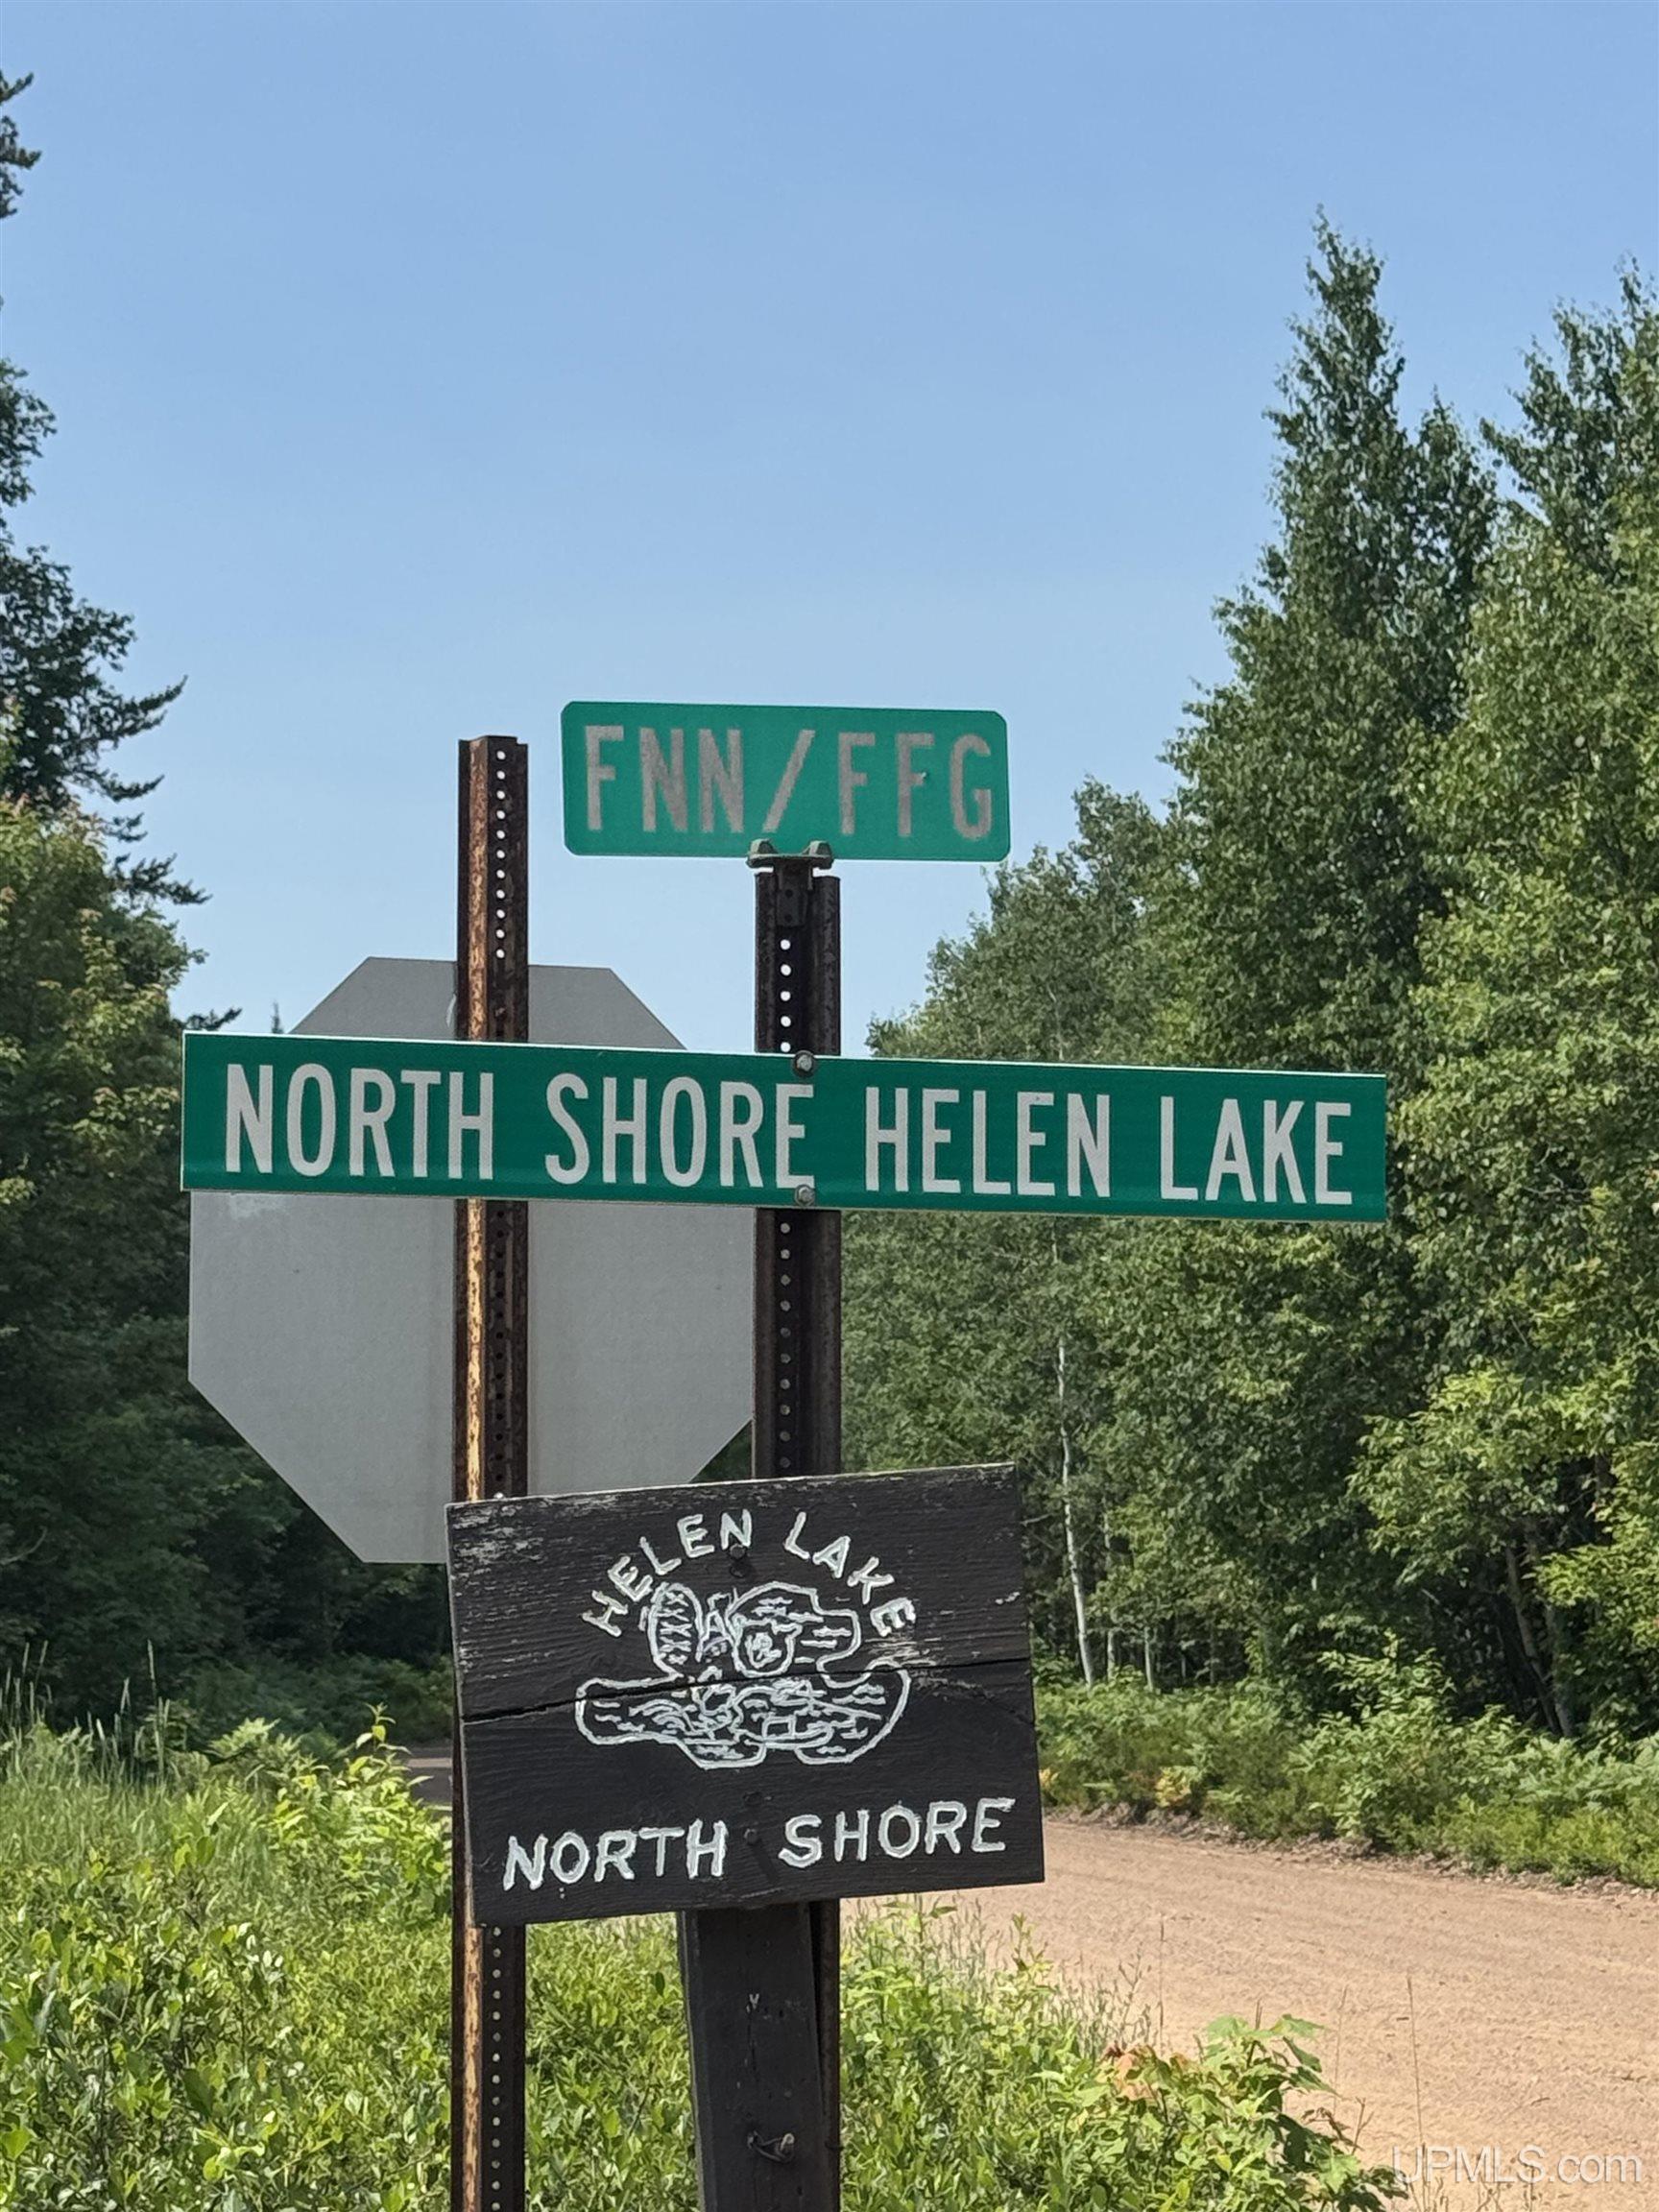 FNN/FFG
NORTH SHORE HELEN LAKE
HELEN LAKE
NORTH SHORE
UPMLS.com